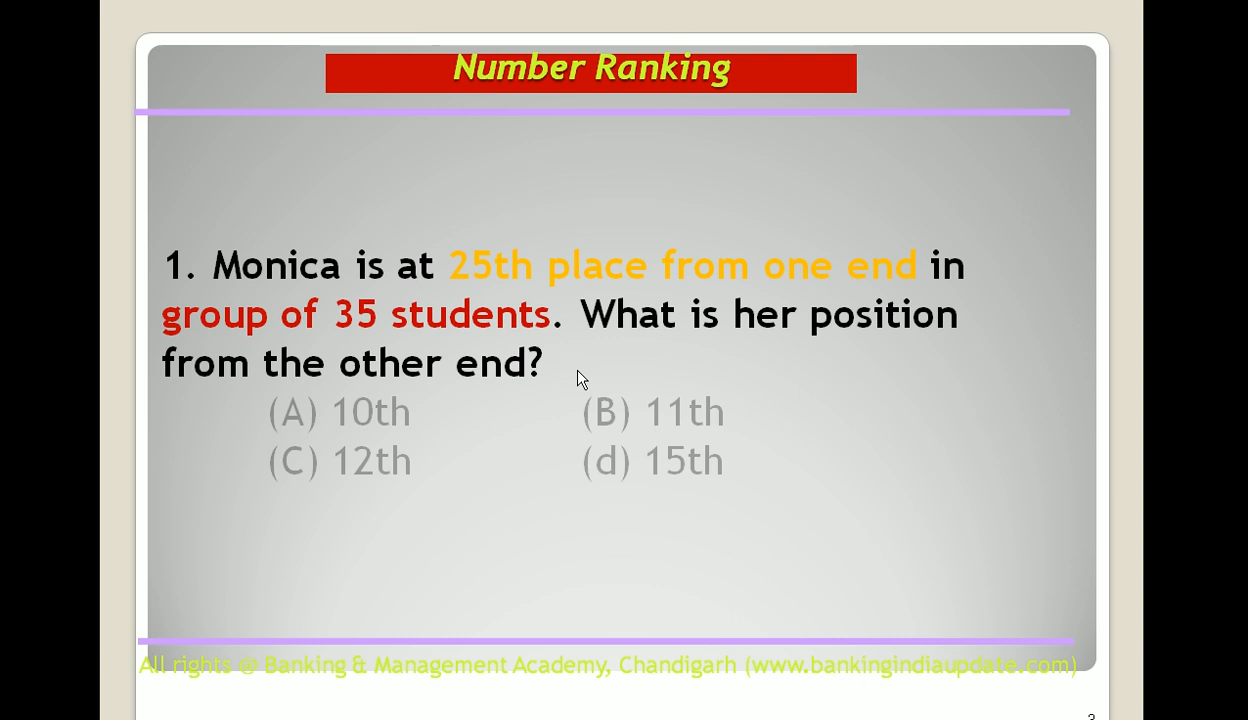 Number Ranking
1. Monica is at 25th place from one end in
group of 35 students. What is her position
from the other end?
(A) 10th (B) 11th
(C) 12th (d) 15th
All rights @ Banking & Management Academy, Chandigarh (www.bankingindiaupdate.com)
3